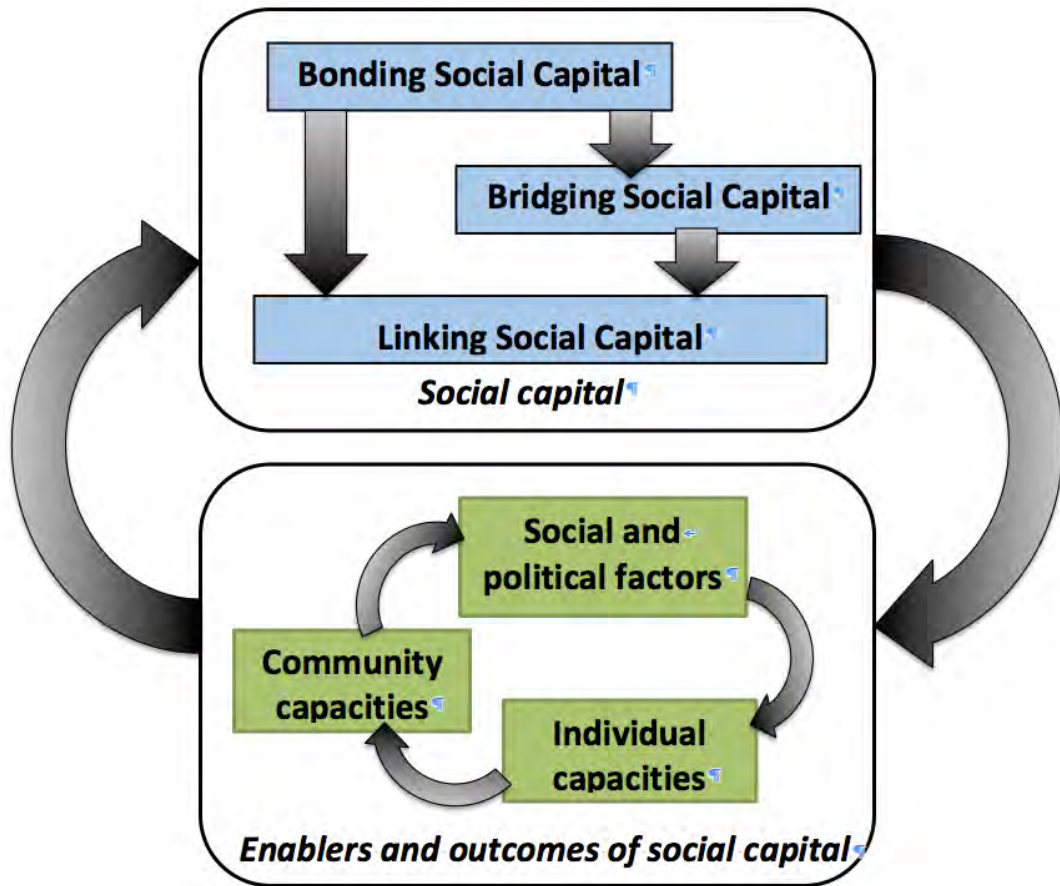 Bonding Social Capital
Bridging Social Capital
Linking Social Capital
Social capital
Social and
political factors
Community
capacities
Individual
capacities
Enablers and outcomes of social capital